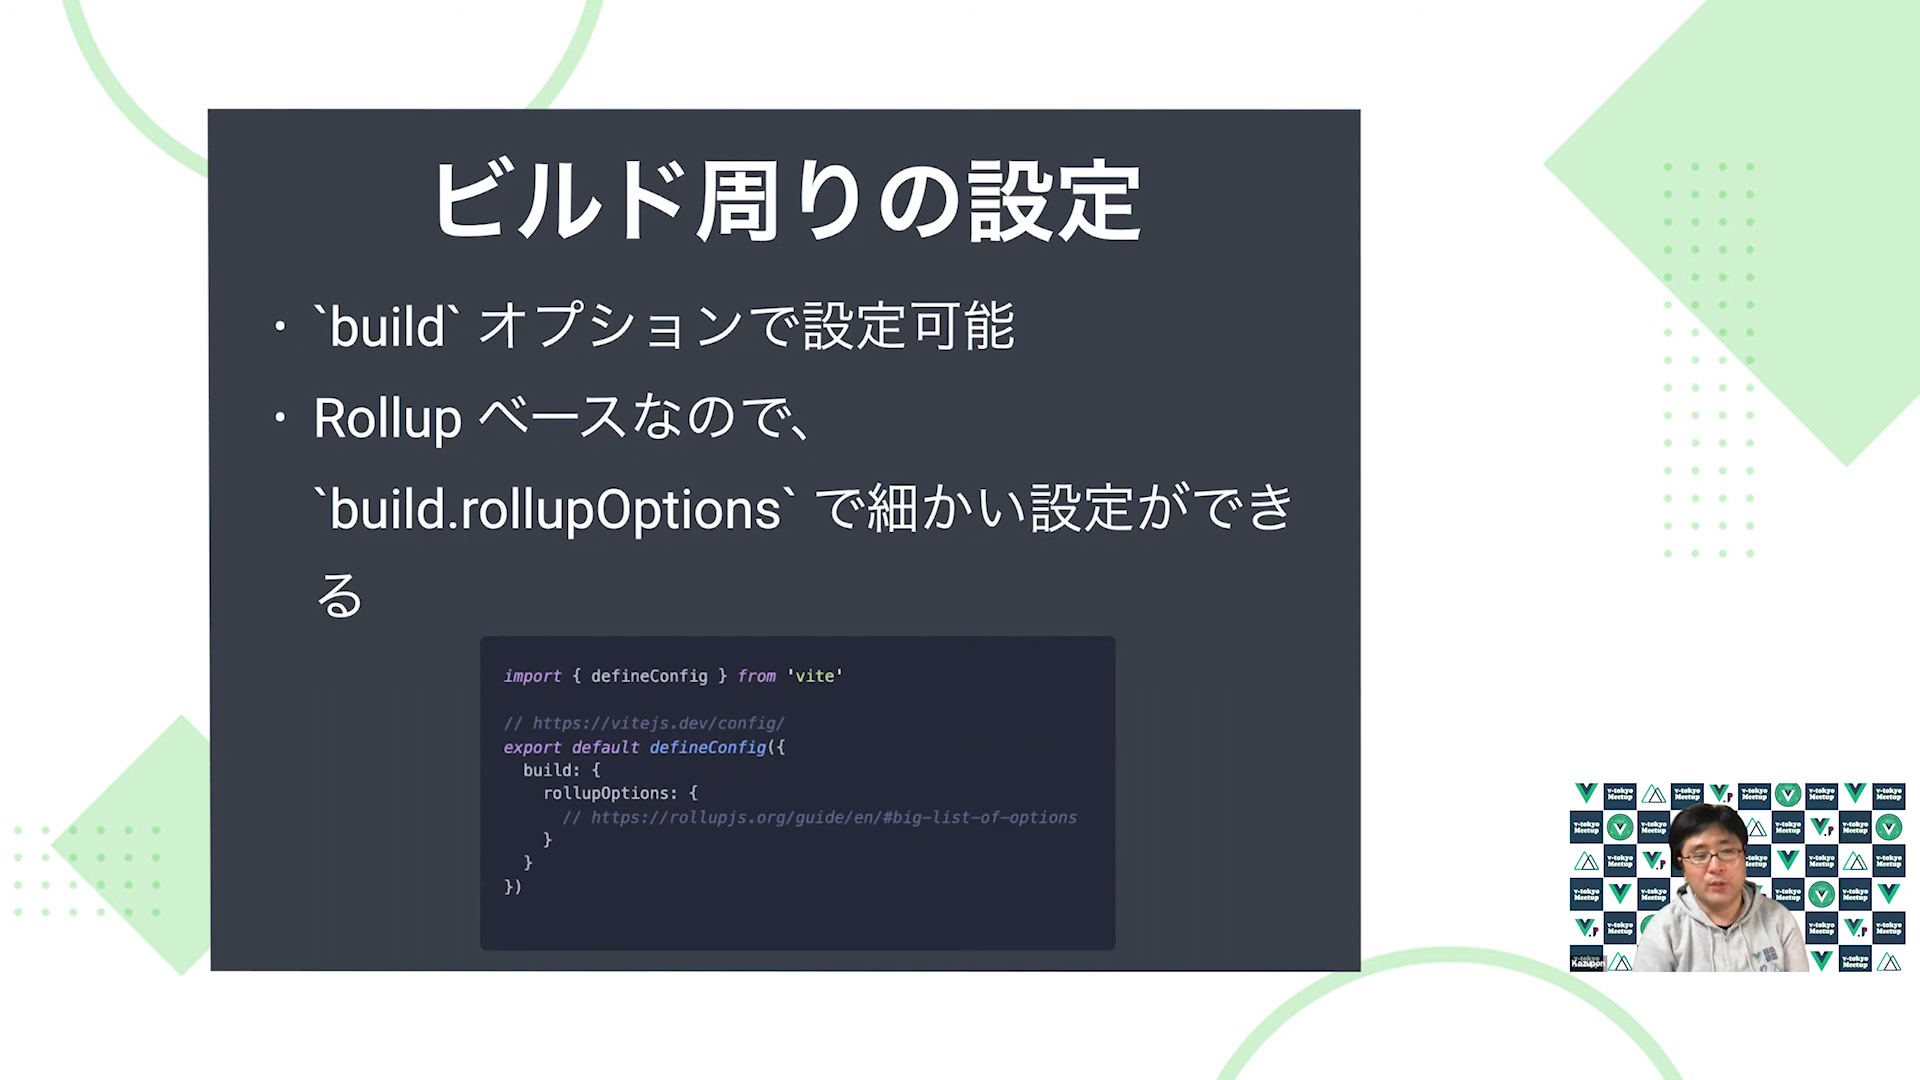 ビルド周りの設定
・ `build` オプションで設定可能
・ Rollup ベースなので、
`build.rollupOptions` で細かい設定ができ
る
import { defineConfig } from 'vite'
// https://vitejs.dev/config/
export default defineConfig({
build: {
rollupOptions: {
// https://rollupjs.org/guide/en/#big-list-of-options
}
}
})
v-tokyo
Meetup
Kazupon